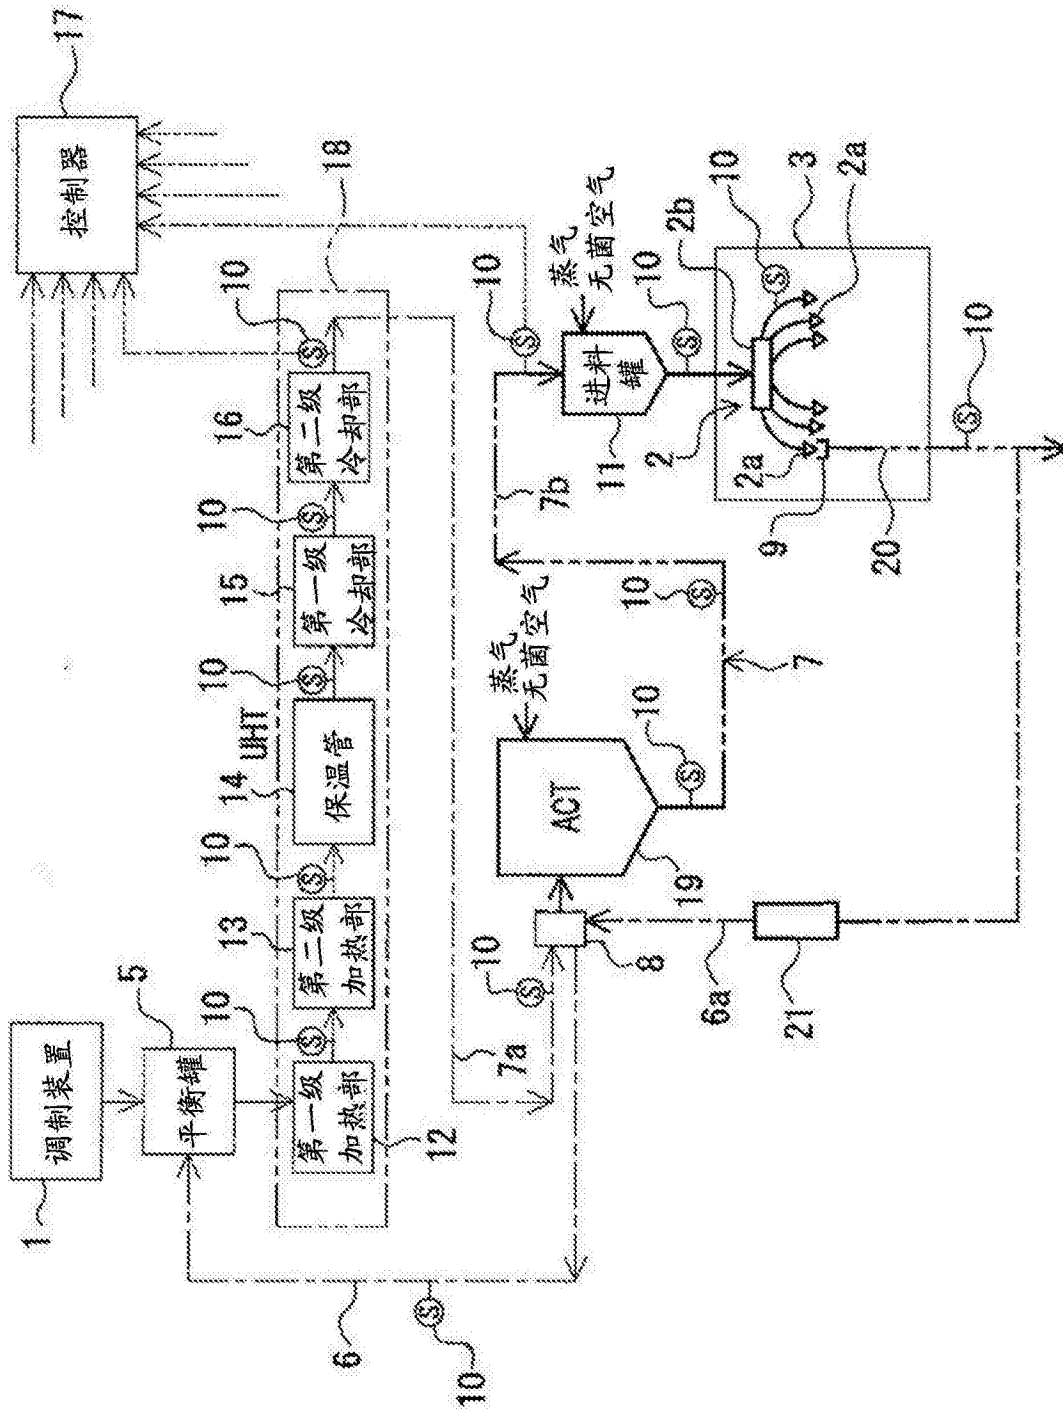 1
调制装置
5
平衡罐
控制器
17
6
10
12
第一级
加热部
10
13
第二级
加热部
10
14
保温管
UHT
10
15
第一级
冷却部
10
16
第二级
冷却部
10
18
S
S
S
S
S
S
7a
10
S
8
ACT
19
蒸气
无菌空气
10
S
7
10
S
7b
10
S
进料
罐
11
蒸气
无菌空气
10
S
2
2b
10
S
3
2a
2a
9
20
10
S
6a
21